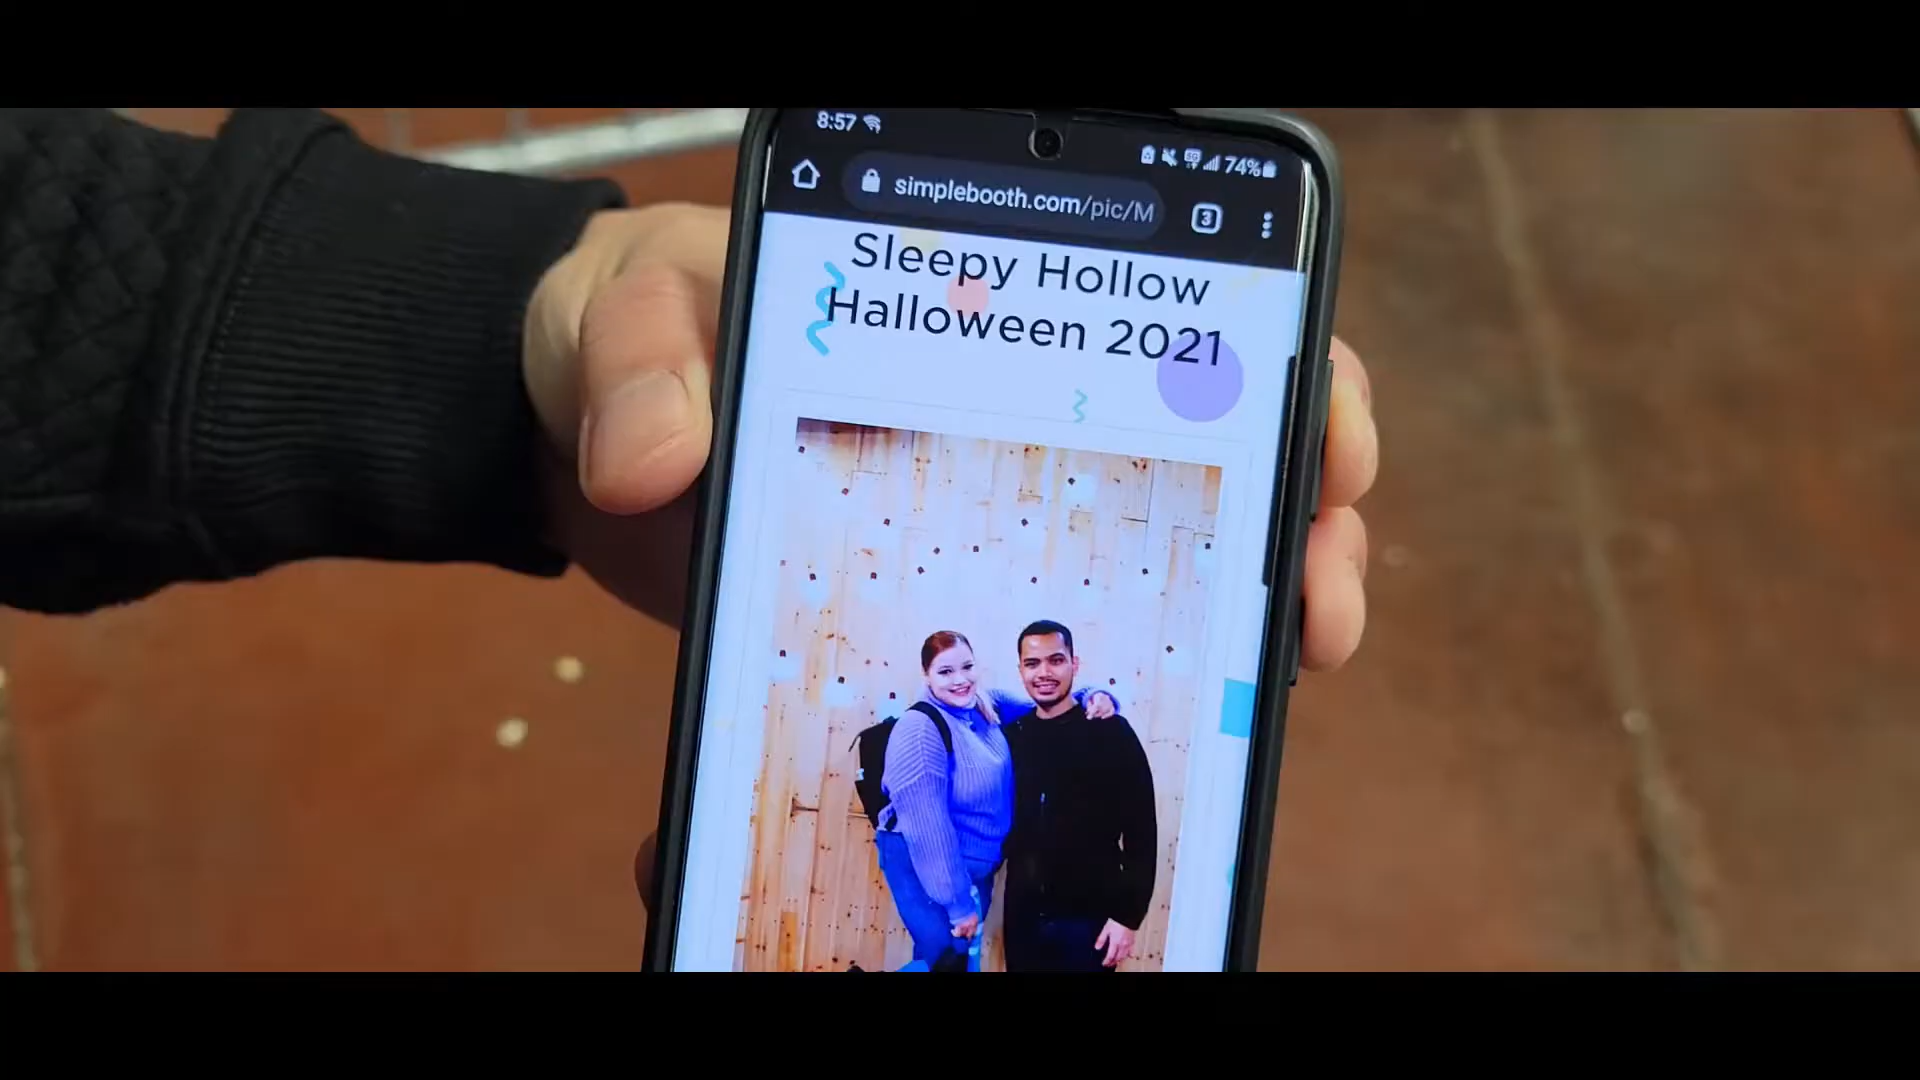 8:57
74%
simplebooth.com/pic/M
3
Sleepy Hollow
Halloween 2021